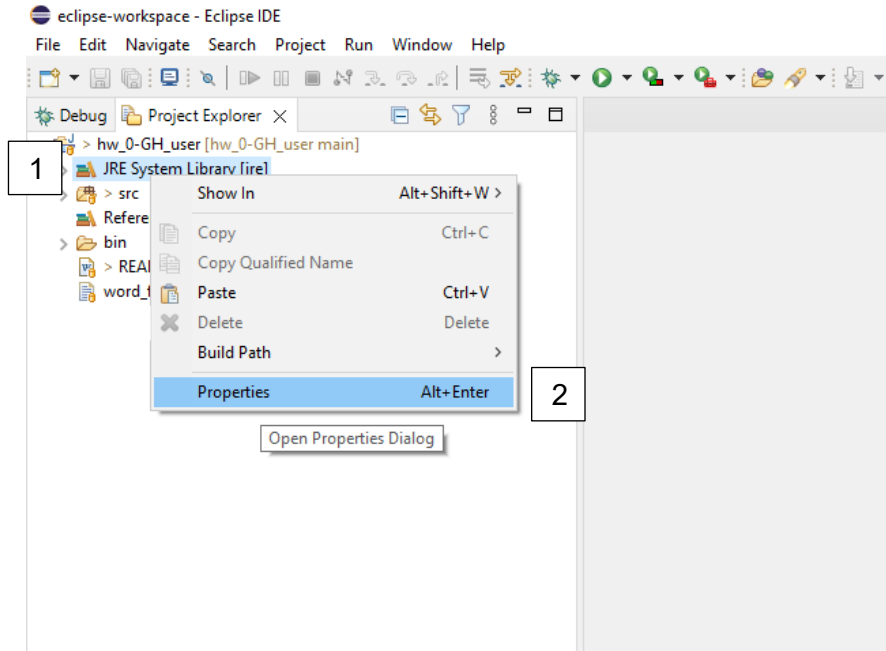 eclipse-workspace - Eclipse IDE
File Edit Navigate Search Project Run Window Help
Debug Project Explorer
> hw_0-GH_user [hw_0-GH_user main]
1
JRE System Library [jre]
Show In Alt+Shift+W >
> src
Copy Ctrl+C
Refere
bin
Copy Qualified Name
> REA
Paste Ctrl+V
word_
Delete Delete
Build Path
Properties Alt+Enter
2
Open Properties Dialog